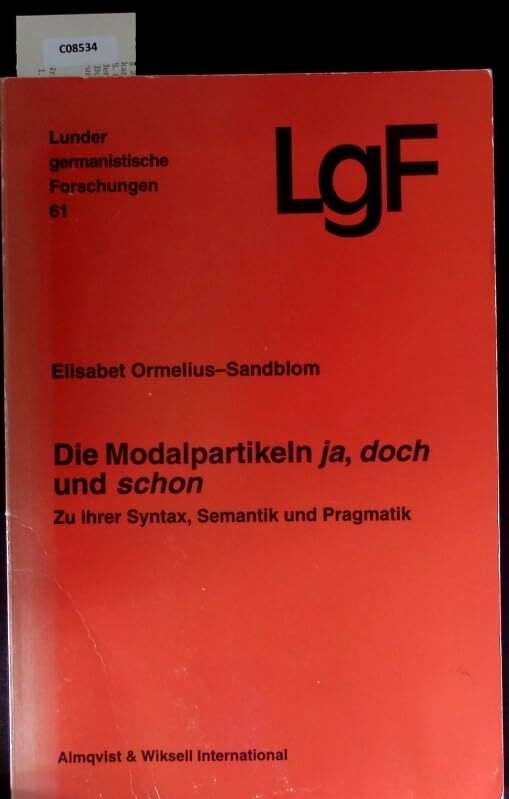 C08534
Lunder
germanistische
Forschungen
61
LgF
Elisabet Ormelius–Sandblom
Die Modalpartikeln ja, doch
und schon
Zu ihrer Syntax, Semantik und Pragmatik
Almqvist & Wiksell International